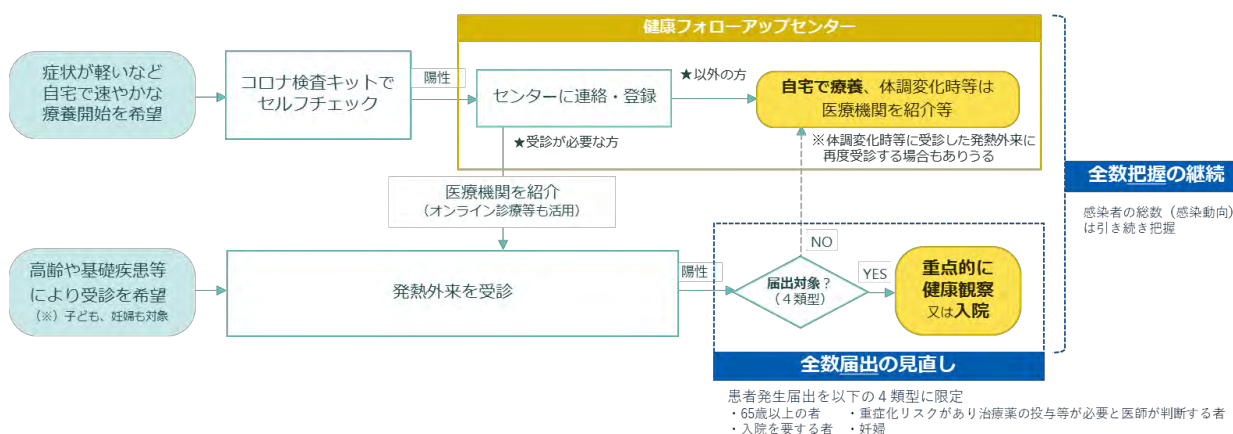 健康フォローアップセンター
症状が軽いなど
自宅で速やかな
療養開始を希望
コロナ検査キットで
セルフチェック
陽性
センターに連絡・登録
★以外の方
自宅で療養、体調変化時等は
医療機関を紹介等
※体調変化時等に受診した発熱外来に
再度受診する場合もありうる
★受診が必要な方
医療機関を紹介
（オンライン診療等も活用）
全数把握の継続
感染者の総数（感染動向）
は引き続き把握
高齢や基礎疾患等
により受診を希望
（※）子ども、妊婦も対象
発熱外来を受診
陽性
NO
届出対象？
（４類型）
YES
重点的に
健康観察
又は入院
全数届出の見直し
患者発生届出を以下の４類型に限定
・65歳以上の者　・重症化リスクがあり治療薬の投与等が必要と医師が判断する者
・入院を要する者　・妊婦